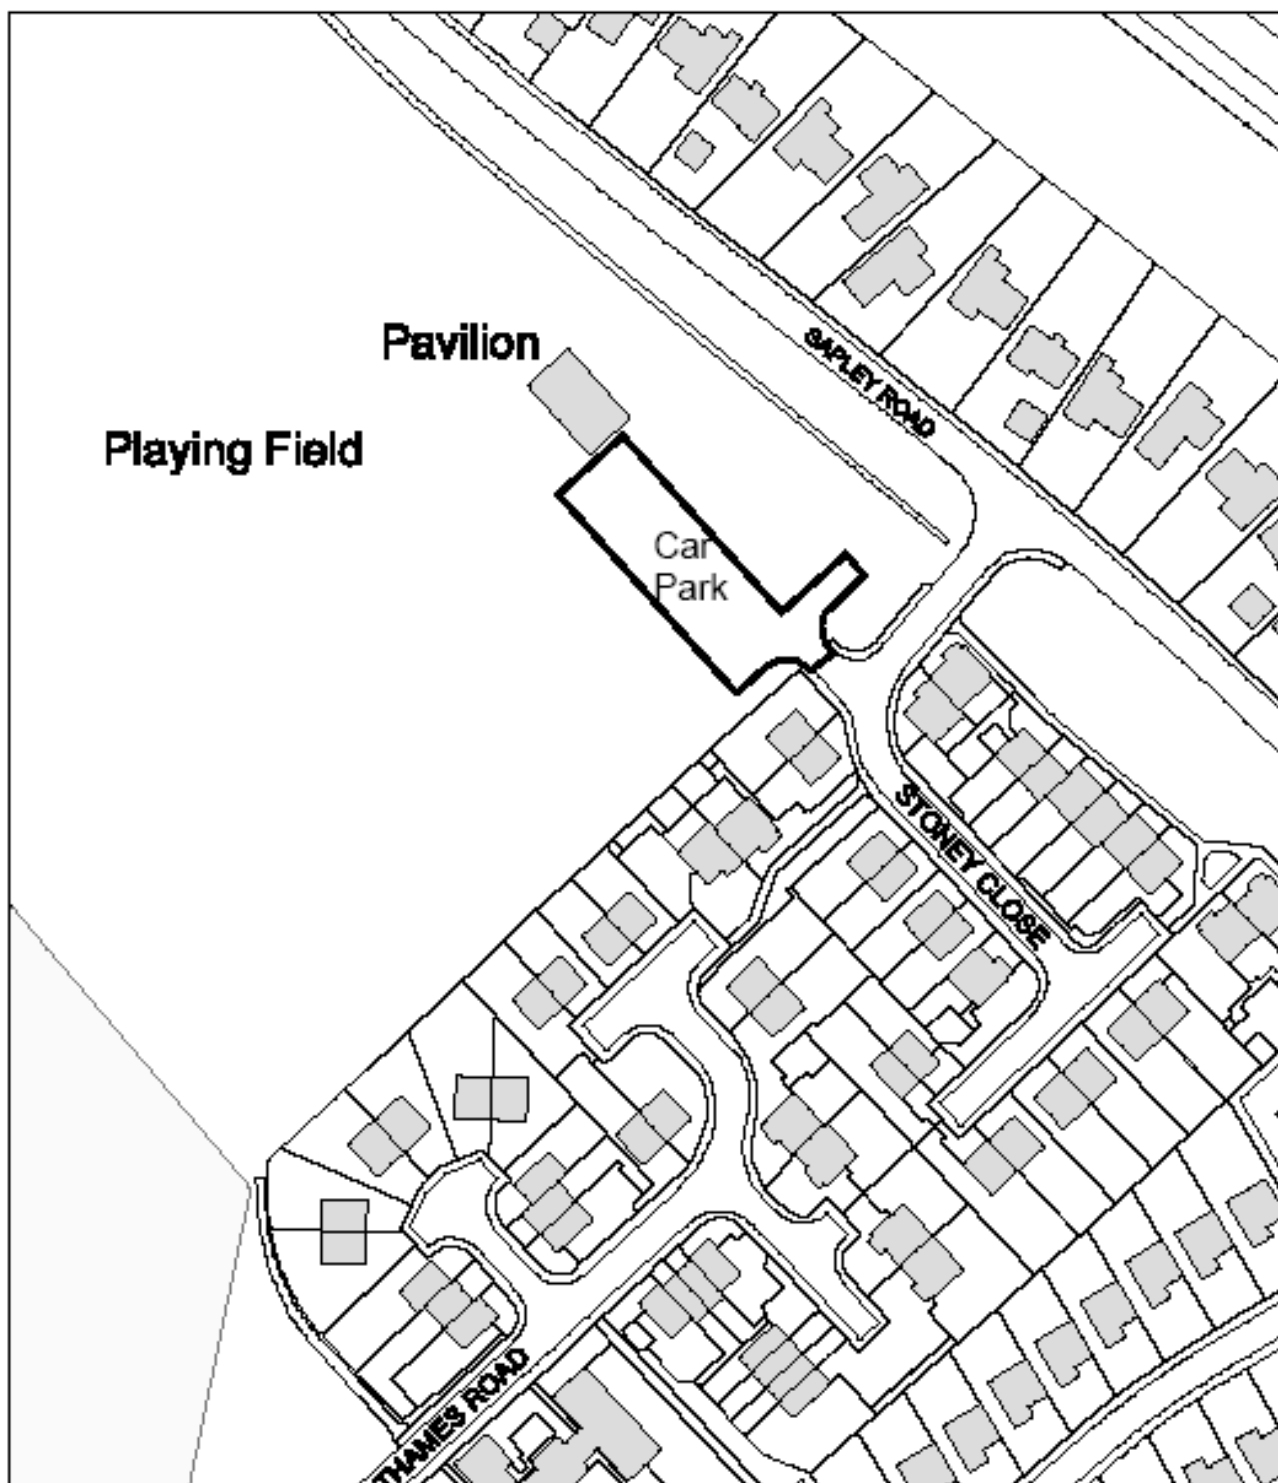 Pavilion
SAPLEY ROAD
Playing Field
Car
Park
STONEY CLOSE
THAMES ROAD